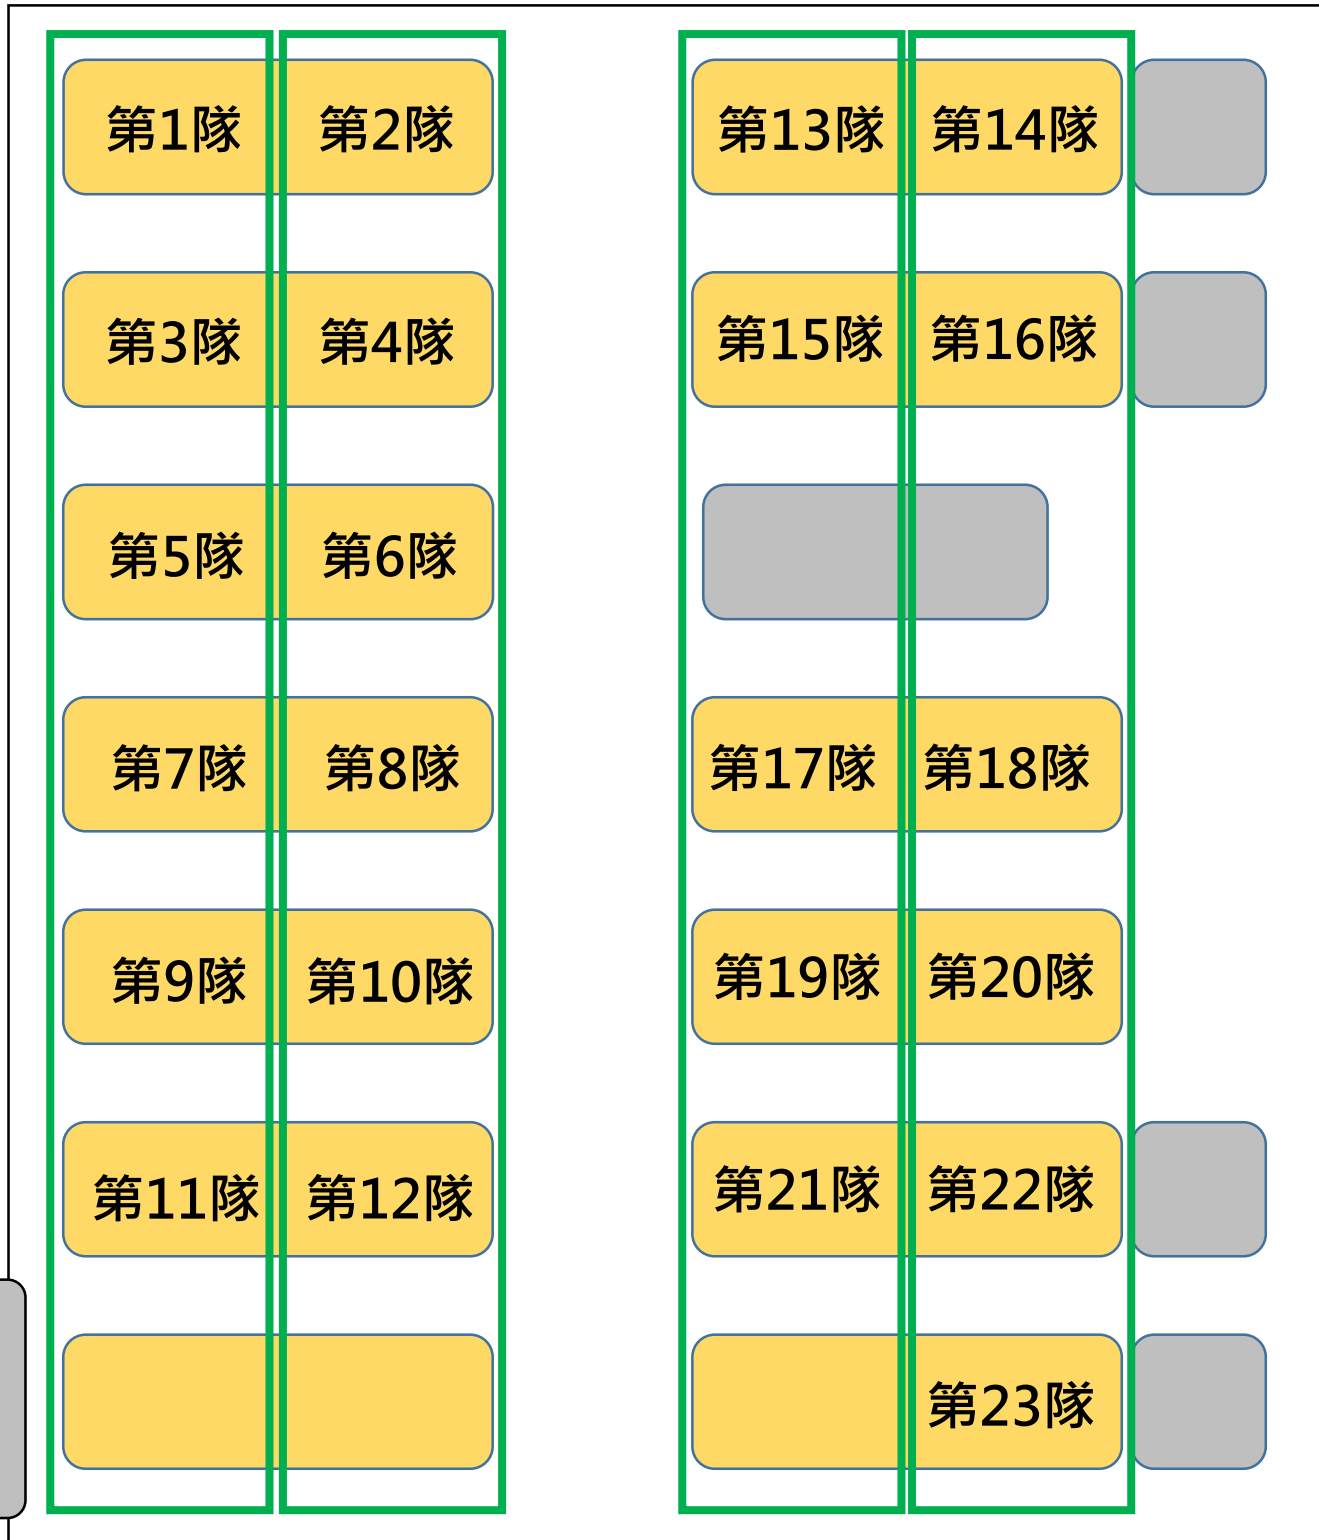 第1隊
第2隊
第3隊
第4隊
第5隊
第6隊
第7隊
第8隊
第9隊
第10隊
第11隊
第12隊
第13隊
第14隊
第15隊
第16隊
第17隊
第18隊
第19隊
第20隊
第21隊
第22隊
第23隊